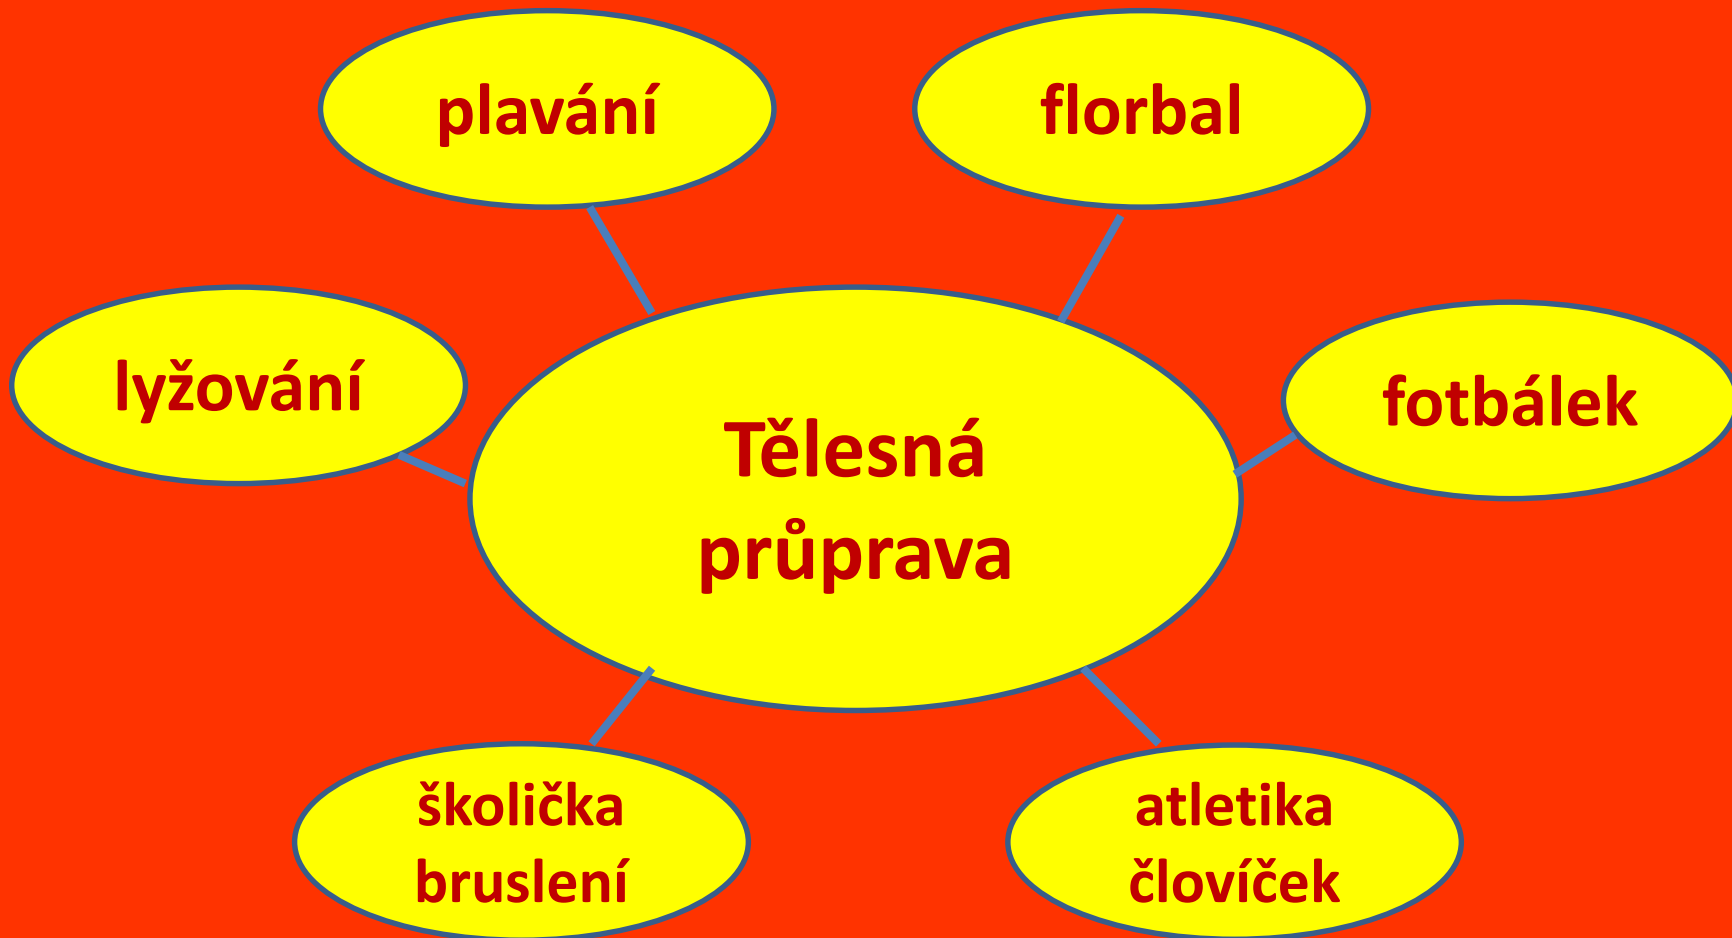 plavání
florbal
lyžování
fotbálek
Tělesná
průprava
školička
bruslení
atletika
človíček